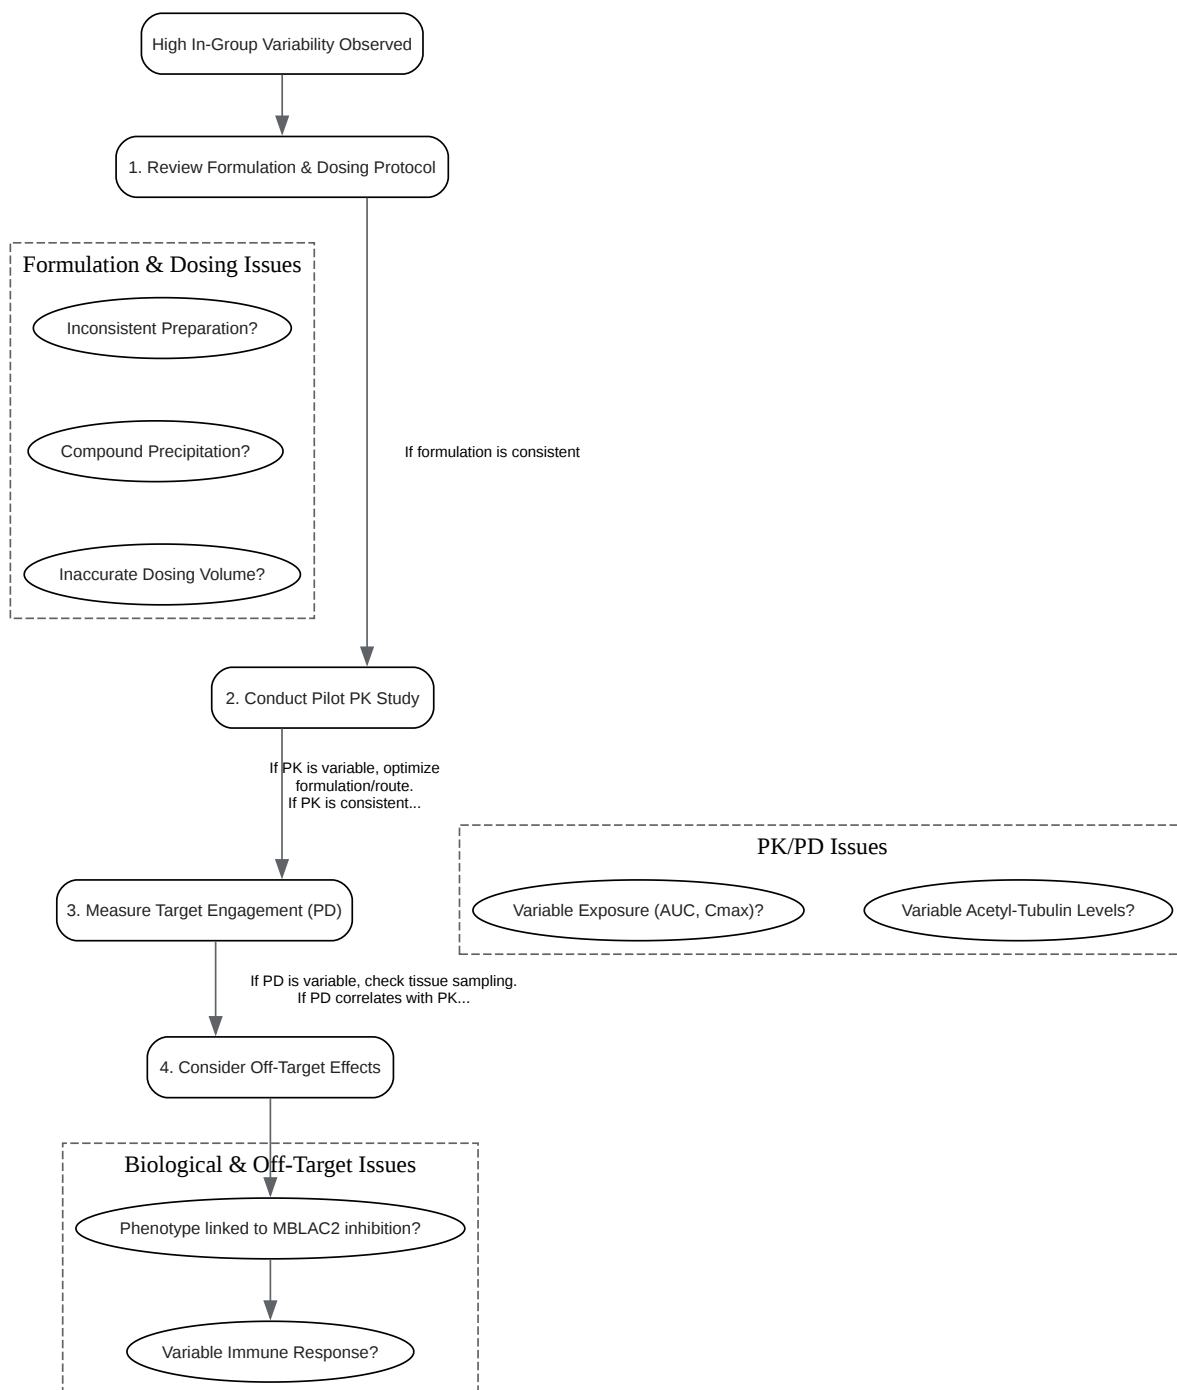 High In-Group Variability Observed
1. Review Formulation & Dosing Protocol
Formulation & Dosing Issues
Inconsistent Preparation?
Compound Precipitation?
If formulation is consistent
Inaccurate Dosing Volume?
2. Conduct Pilot PK Study
If PK is variable, optimize
formulation/route.
If PK is consistent...
PK/PD Issues
3. Measure Target Engagement (PD)
Variable Exposure (AUC, Cmax)?
Variable Acetyl-Tubulin Levels?
If PD is variable, check tissue sampling.
If PD correlates with PK...
4. Consider Off-Target Effects
Biological & Off-Target Issues
Phenotype linked to MBLAC2 inhibition?
Variable Immune Response?